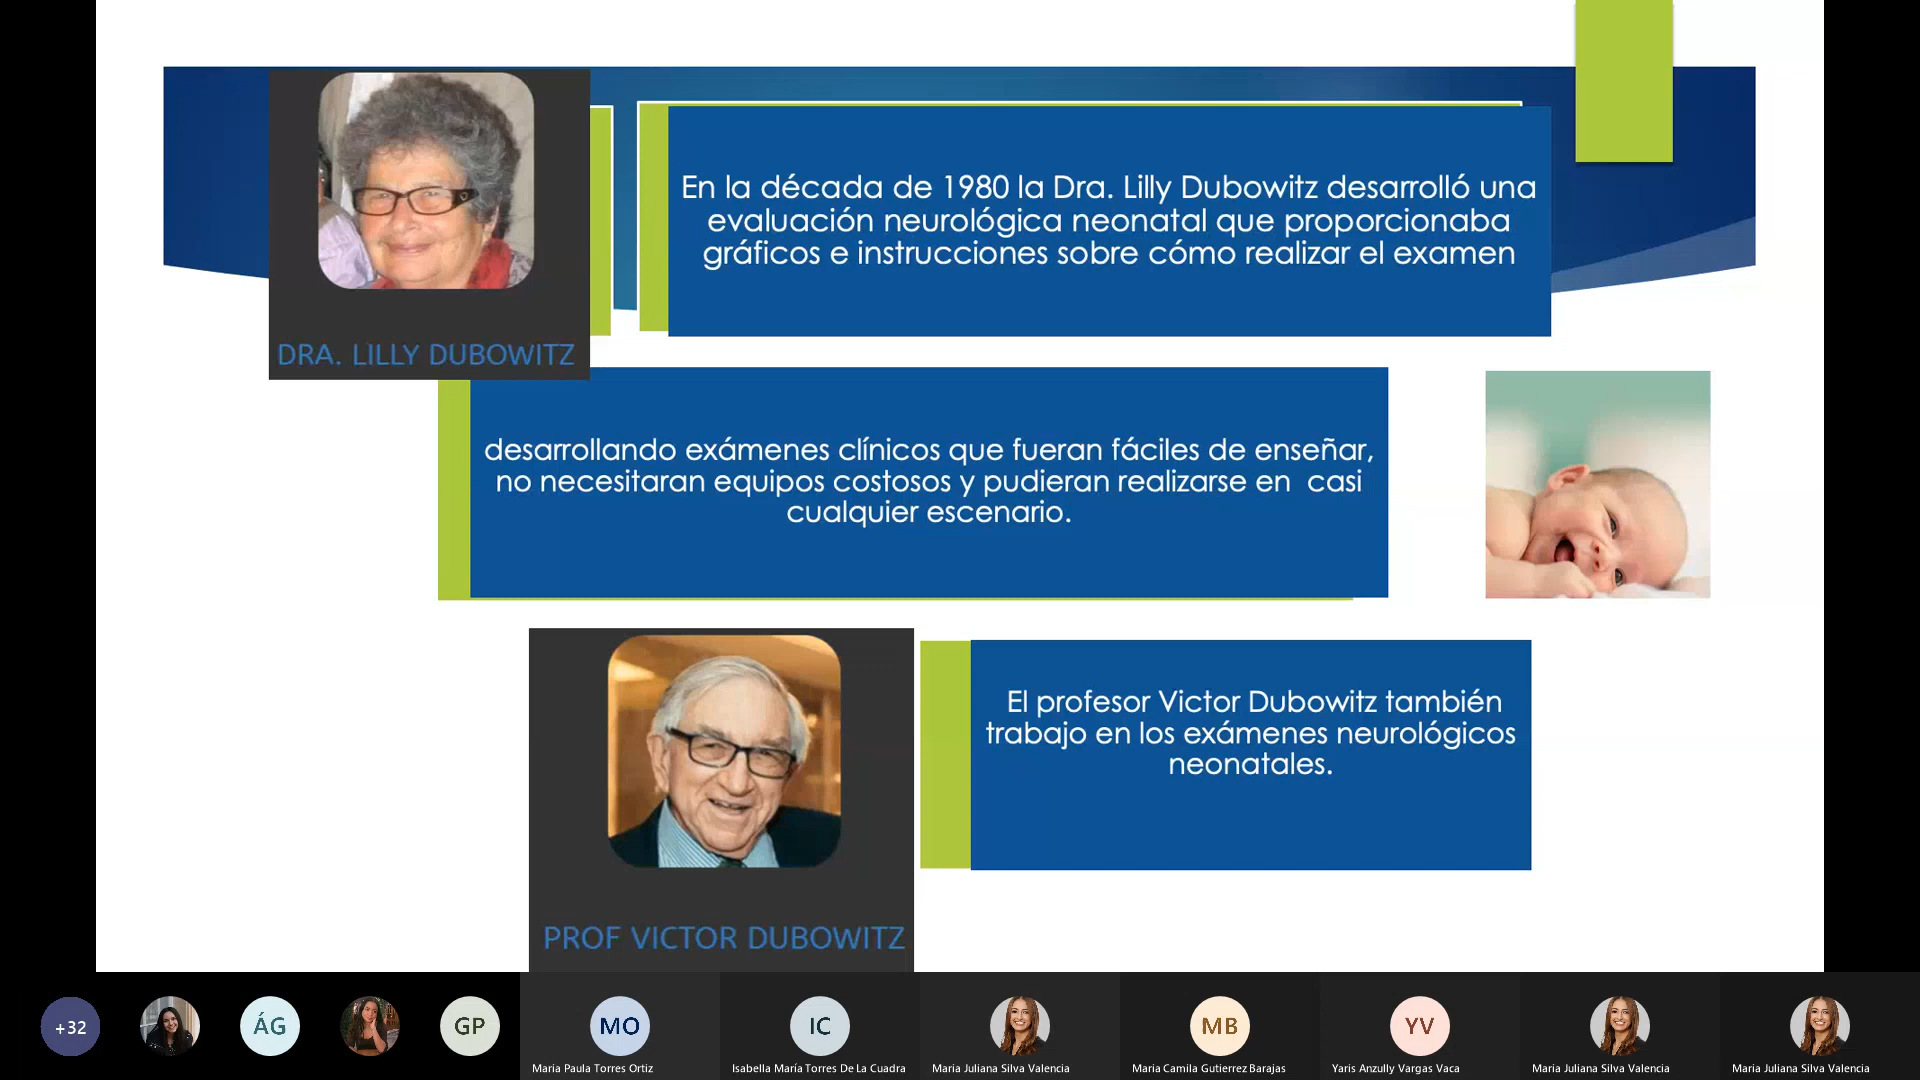 En la década de 1980 la Dra. Lilly Dubowitz desarrolló una
evaluación neurológica neonatal que proporcionaba
gráficos e instrucciones sobre cómo realizar el examen
DRA. LILLY DUBOWITZ
desarrollando exámenes clínicos que fueran fáciles de enseñar,
no necesitaran equipos costosos y pudieran realizarse en  casi
cualquier escenario.
El profesor Victor Dubowitz también
trabajo en los exámenes neurológicos
neonatales.
PROF VICTOR DUBOWITZ
+32
ÁG
GP
MO
IC
MB
YV
Maria Paula Torres Ortiz
Isabella María Torres De La Cuadra
Maria Juliana Silva Valencia
Maria Camila Gutierrez Barajas
Yaris Anzully Vargas Vaca
Maria Juliana Silva Valencia
Maria Juliana Silva Valencia